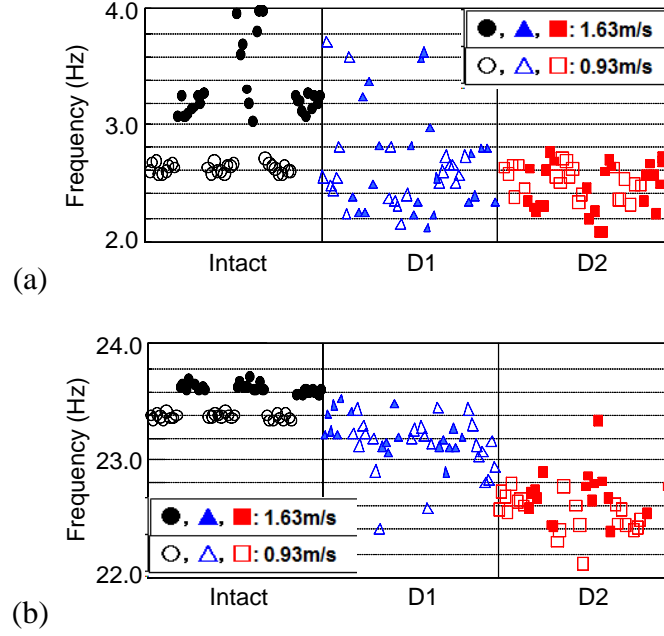 4.0
3.0
2.0
Frequency (Hz)
●, ▲, ■: 1.63m/s
○, △, □: 0.93m/s
Intact D1 D2
(a)
24.0
23.0
22.0
Frequency (Hz)
●, ▲, ■: 1.63m/s
○, △, □: 0.93m/s
Intact D1 D2
(b)